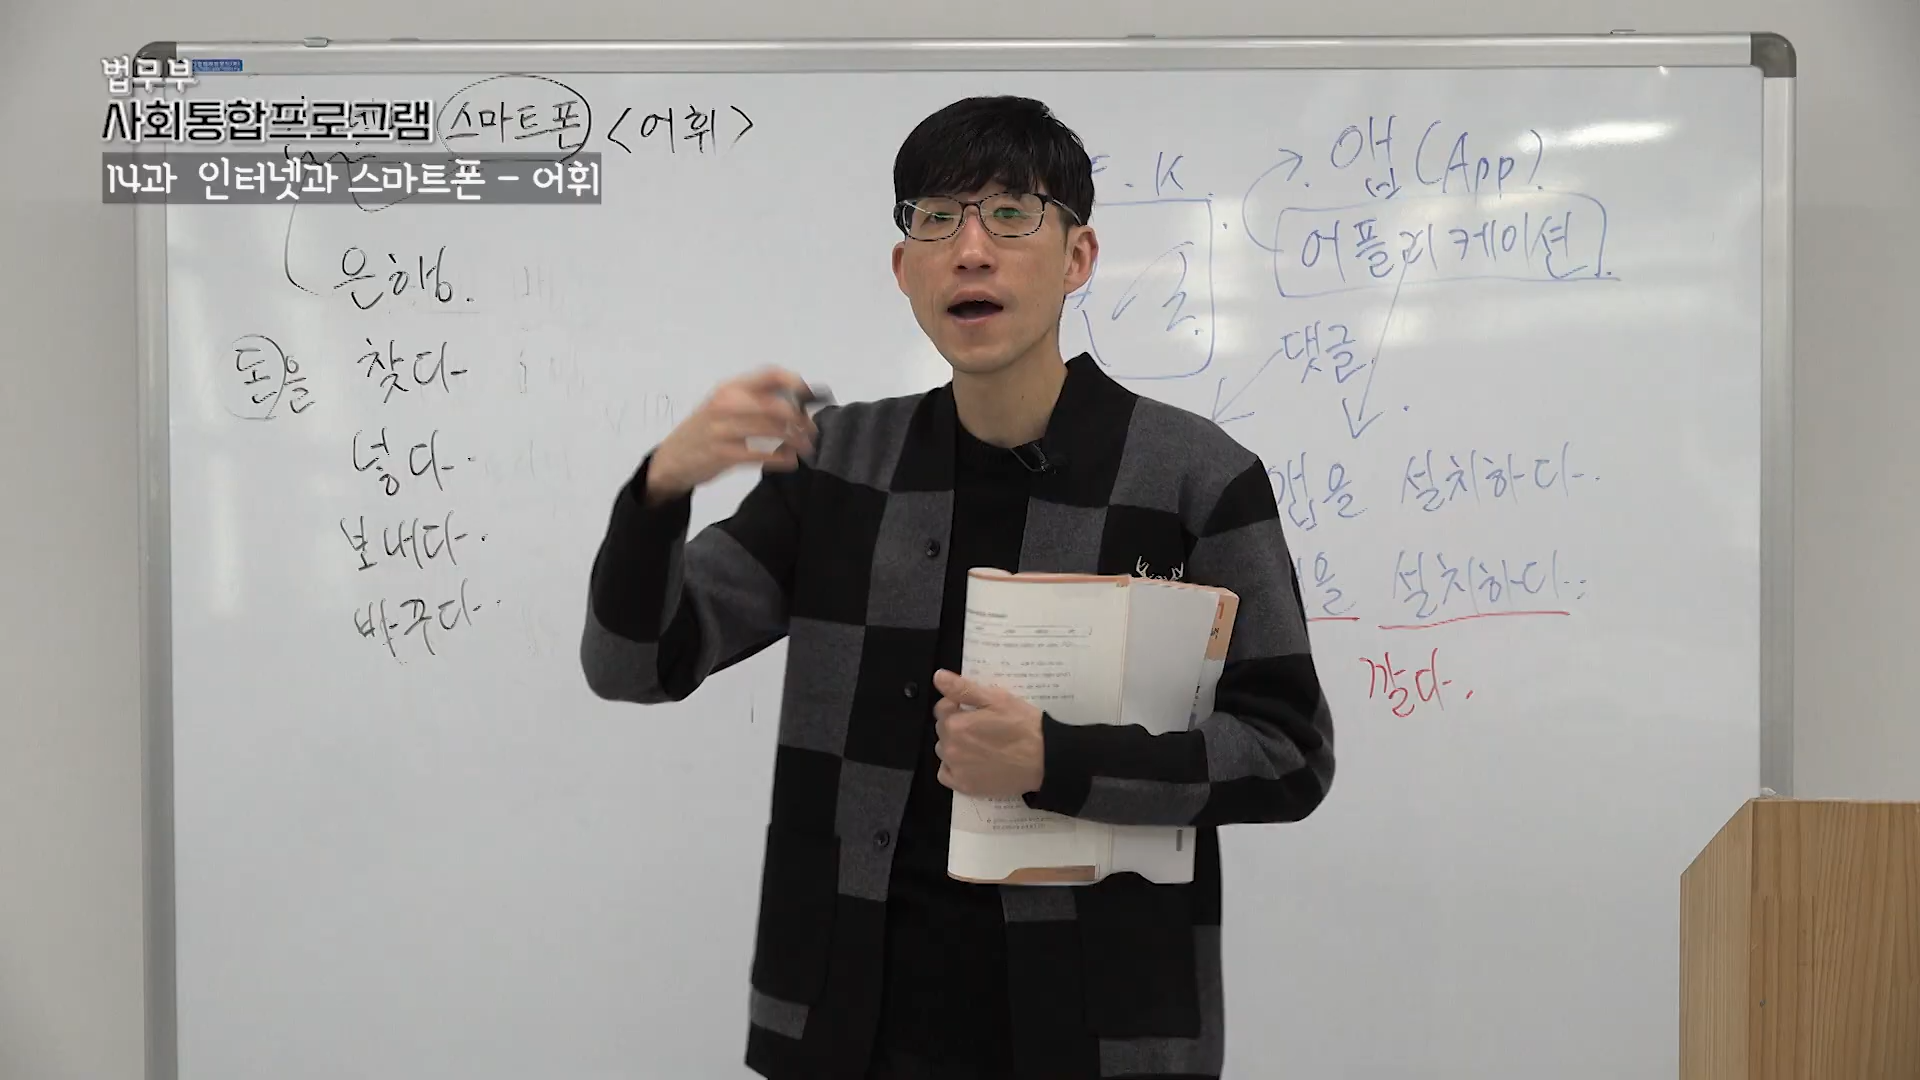 법무부
사회통합프로그램
14과 인터넷과 스마트폰 - 어휘
스마트폰 <어휘>
은행.
돈을 찾다
넣다.
보내다.
바꾸다.
K.
앱(App).
어플리케이션
댓글
앱을 설치하다.
을 설치하다.
깔다.